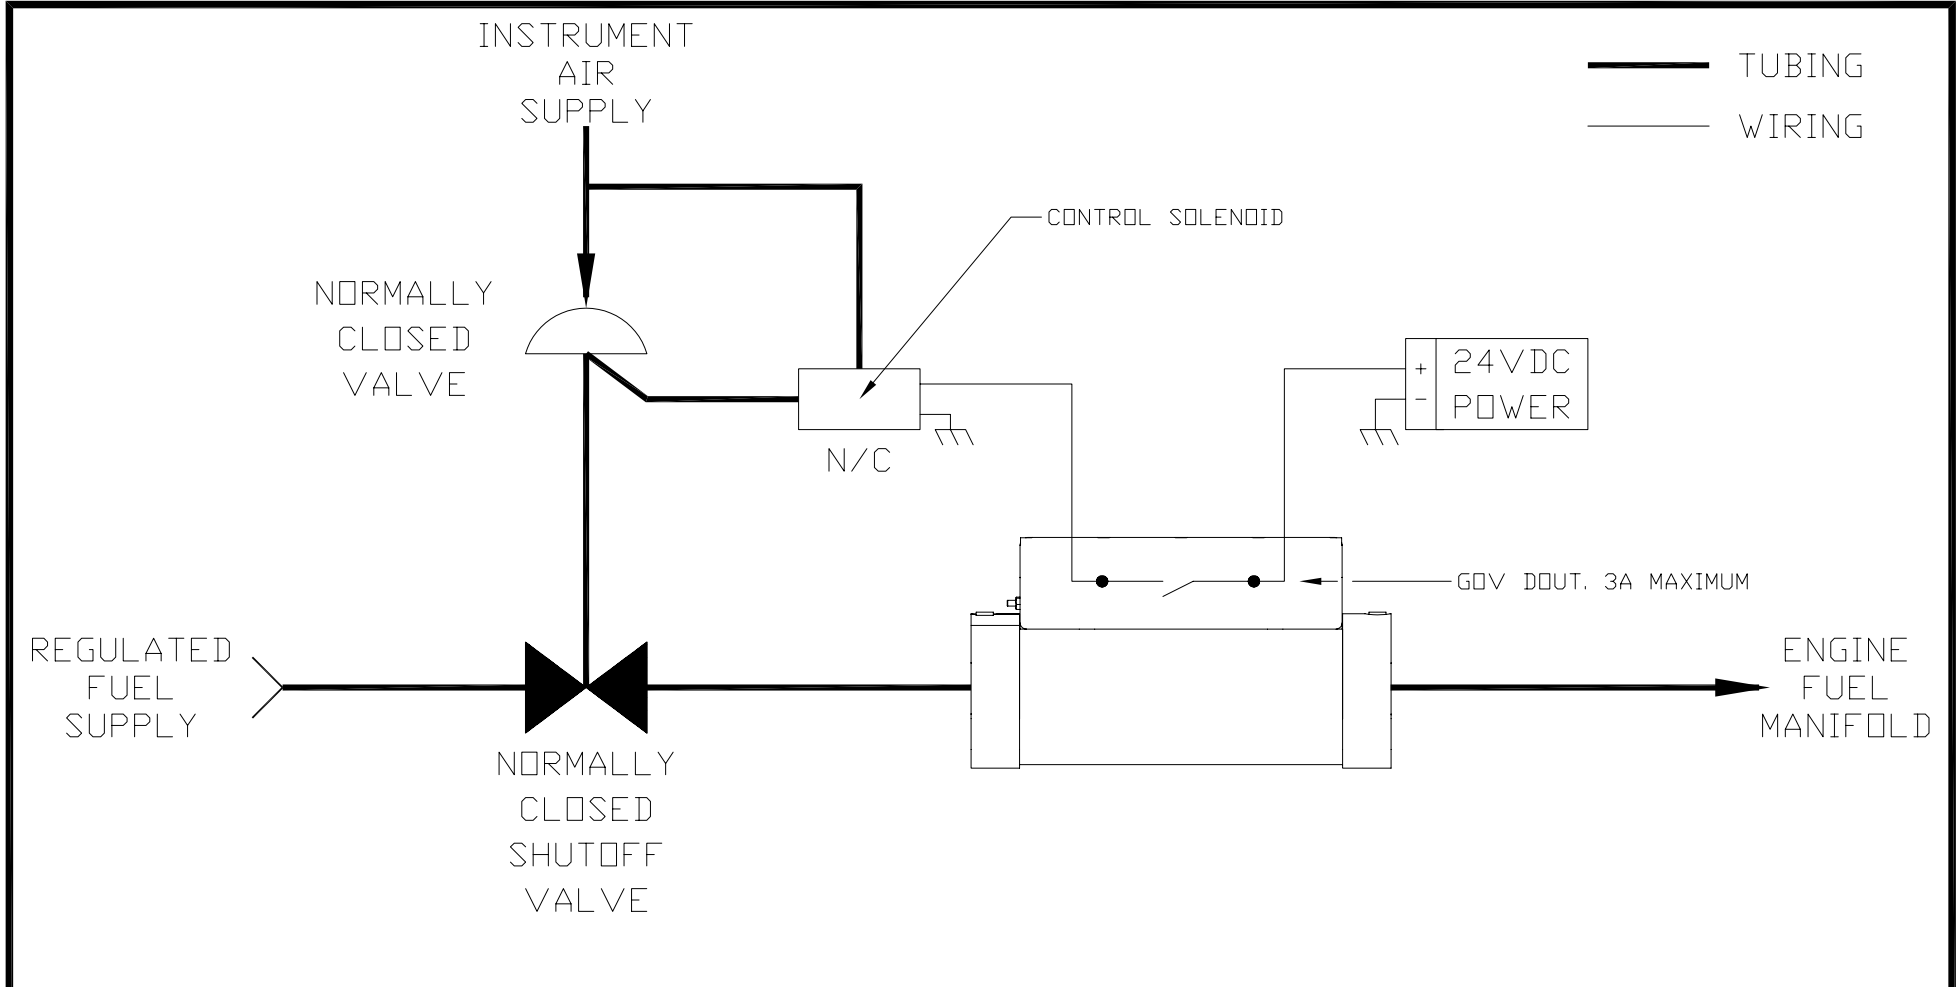 INSTRUMENT
AIR
SUPPLY
TUBING
WIRING
CONTROL SOLENOID
NORMALLY
CLOSED
VALVE
+ 24VDC
- POWER
N/C
GOV DOUT. 3A MAXIMUM
REGULATED
FUEL
SUPPLY
ENGINE
FUEL
MANIFOLD
NORMALLY
CLOSED
SHUTOFF
VALVE